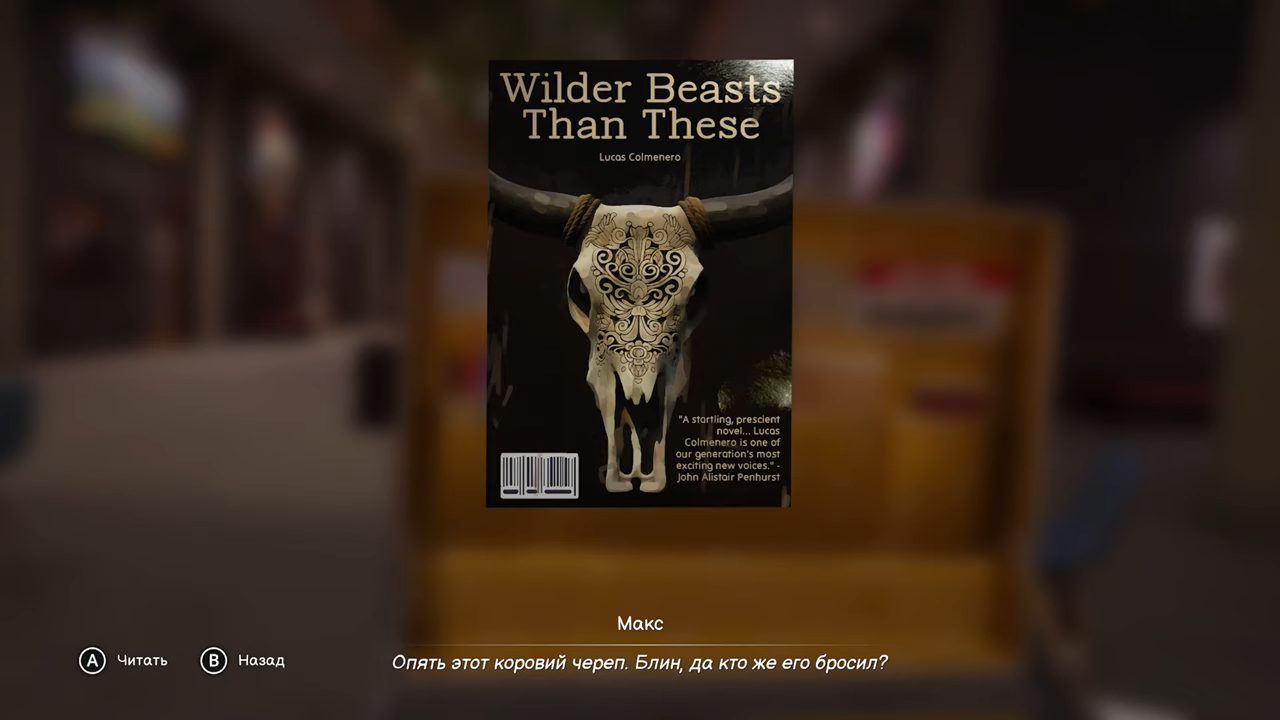 Wilder Beasts
Than These
Lucas Colmenero
"A startling, prescient
novel... Lucas
Colmenero is one of
our generation's most
exciting new voices." -
John Alistair Penhurst
Макс
A Читать
B Назад
Опять этот коровий череп. Блин, да кто же его бросил?